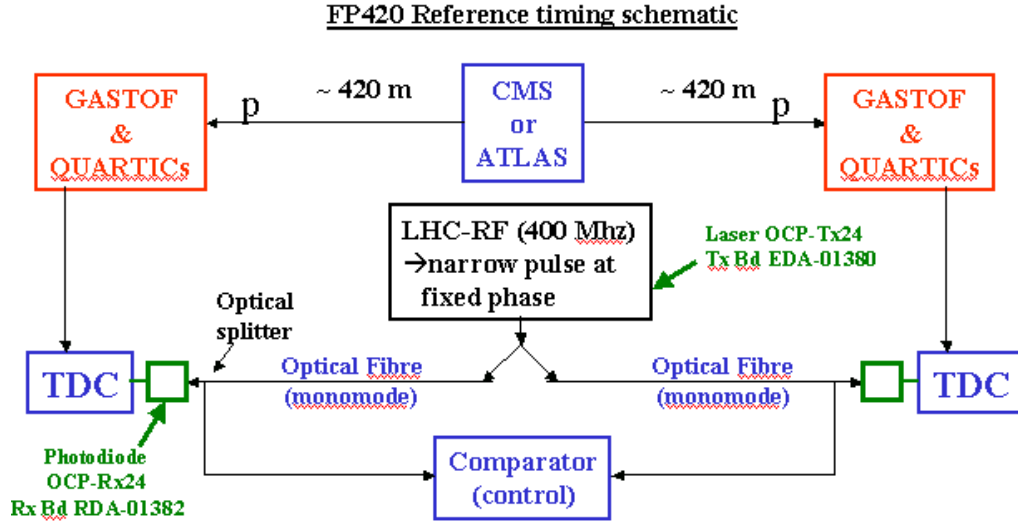 FP420 Reference timing schematic
GASTOF
&
QUARTICs
p
~ 420 m
CMS
or
ATLAS
~ 420 m
p
GASTOF
&
QUARTICs
LHC-RF (400 Mhz)
→narrow pulse at
fixed phase
Laser OCP-Tx24
Tx Bd EDA-01380
Optical
splitter
TDC
Optical Fibre
(monomode)
Optical Fibre
(monomode)
TDC
Photodiode
OCP-Rx24
Rx Bd RDA-01382
Comparator
(control)